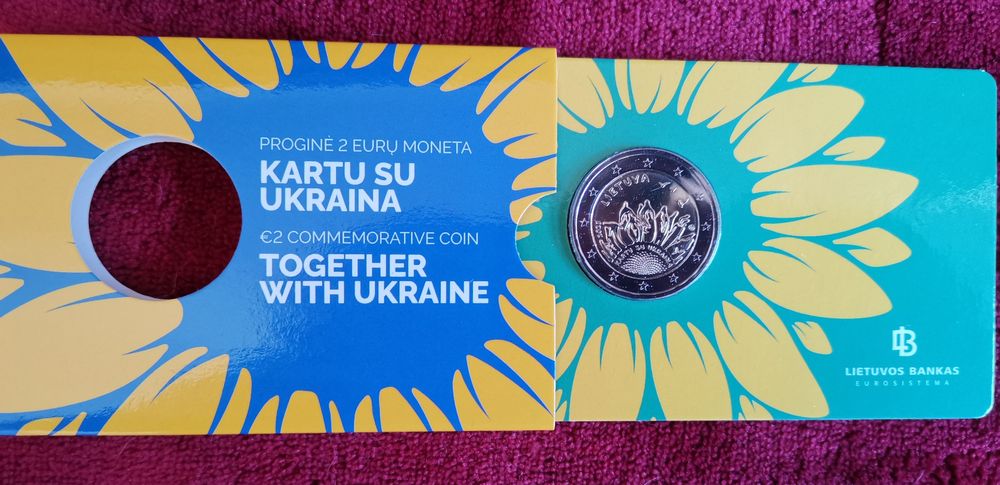 PROGINĖ 2 EURŲ MONETA
KARTU SU
UKRAINA
€2 COMMEMORATIVE COIN
TOGETHER
WITH UKRAINE
LIETUVA
KARTU SU UKRAINA
LIETUVOS BANKAS
EUROSISTEMA